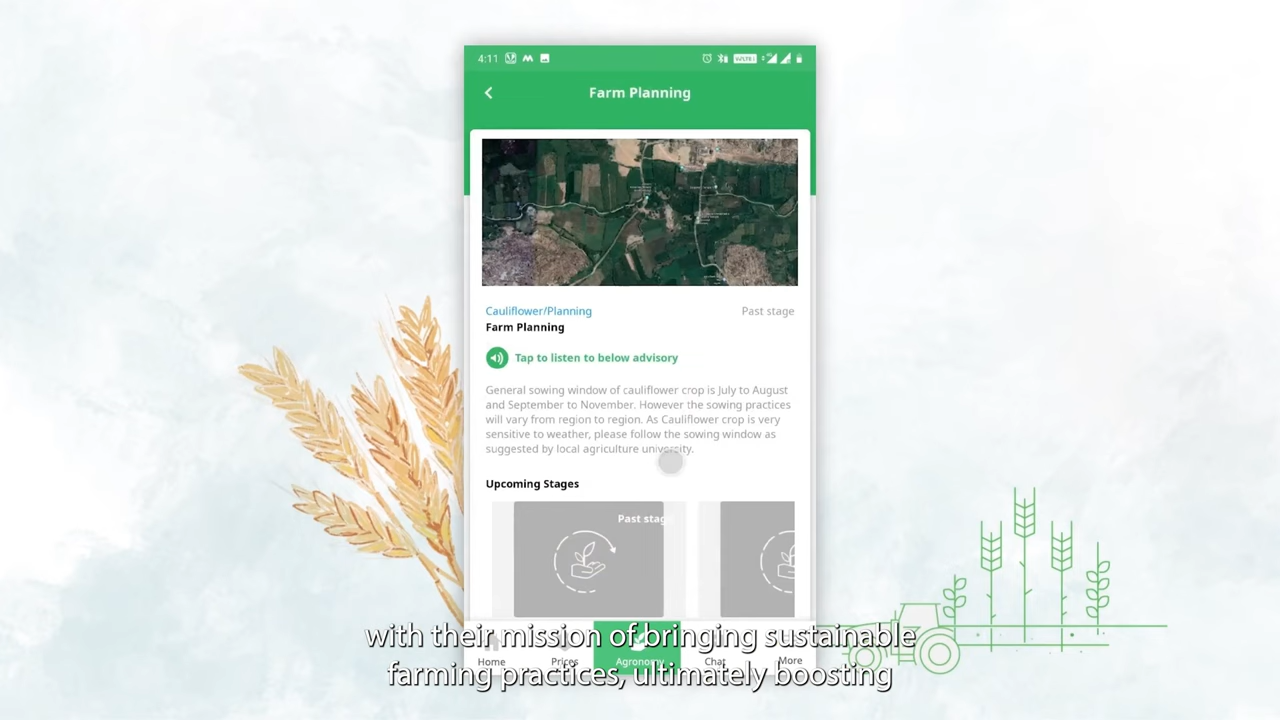 4:11
VoLTE
Farm Planning
Cauliflower/Planning
Past stage
Farm Planning
Tap to listen to below advisory
General sowing window of cauliflower crop is July to August
and September to November. However the sowing practices
will vary from region to region. As Cauliflower crop is very
sensitive to weather, please follow the sowing window as
suggested by local agriculture university.
Upcoming Stages
Past stage
with their mission of bringing sustainable
Home
Prices
Agronomy
Chat
More
farming practices, ultimately boosting